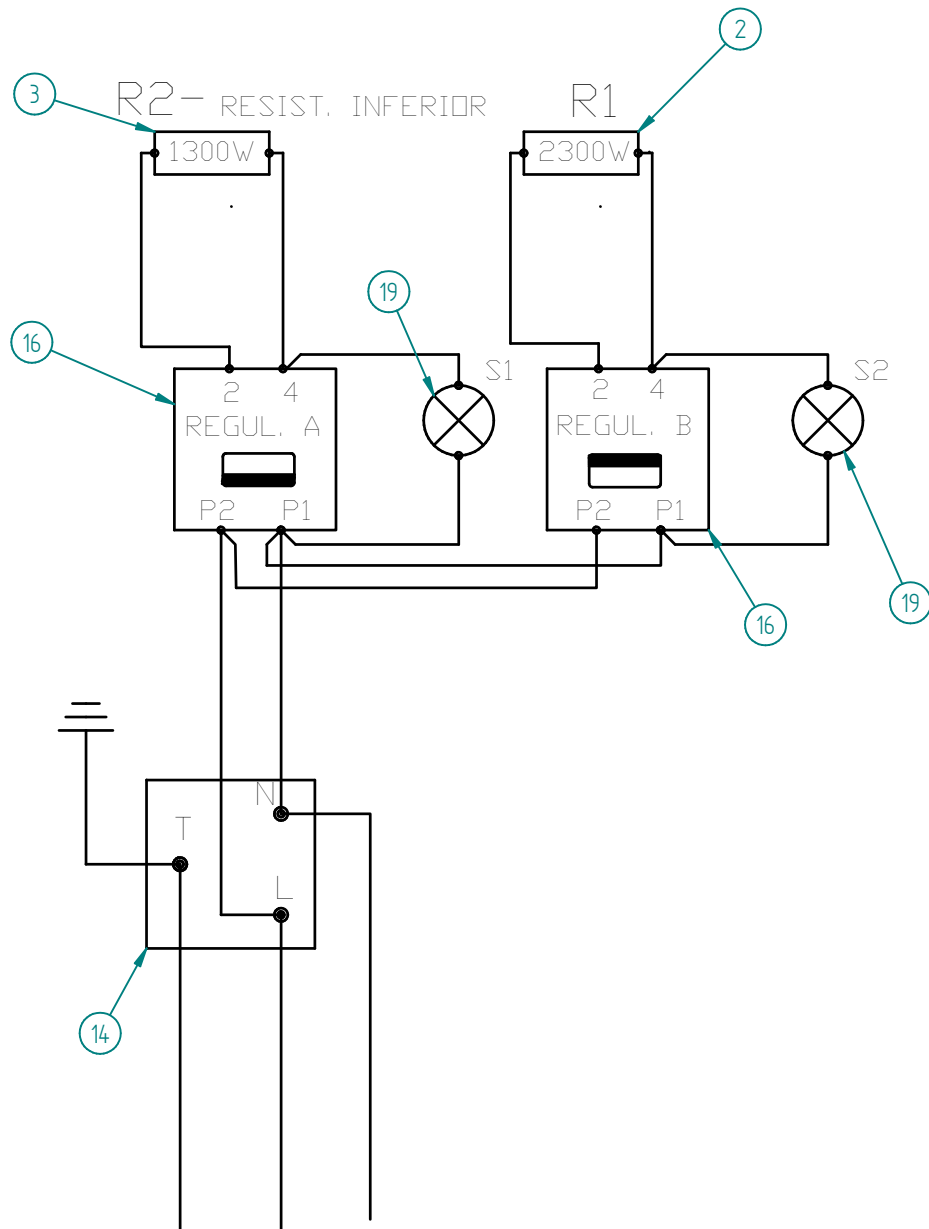 2
3
R2- RESIST. INFERIOR
R1
1300W
2300W
19
16
S1
S2
2 4
2 4
REGUL. A
REGUL. B
P2 P1
P2 P1
19
16
N
T
L
14